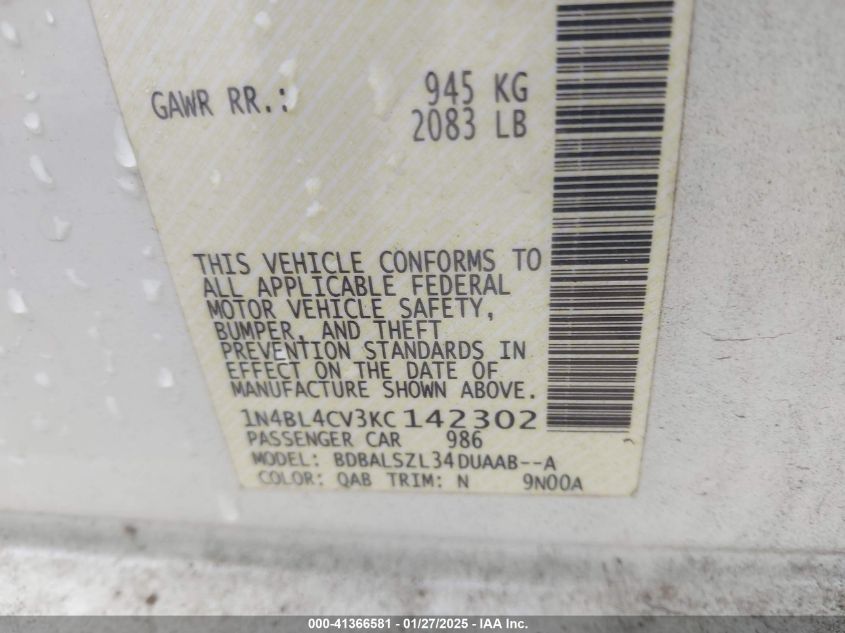 GAWR RR.: 945 KG
2083 LB
THIS VEHICLE CONFORMS TO
ALL APPLICABLE FEDERAL
MOTOR VEHICLE SAFETY,
BUMPER, AND THEFT
PREVENTION STANDARDS IN
EFFECT ON THE DATE OF
MANUFACTURE SHOWN ABOVE.
1N4BL4CV3KC142302
PASSENGER CAR 986
MODEL: BDBALSZL34DUAAB--A
COLOR: QAB TRIM: N 9N00A
000-41366581 — 01/27/2025 — IAA Inc.